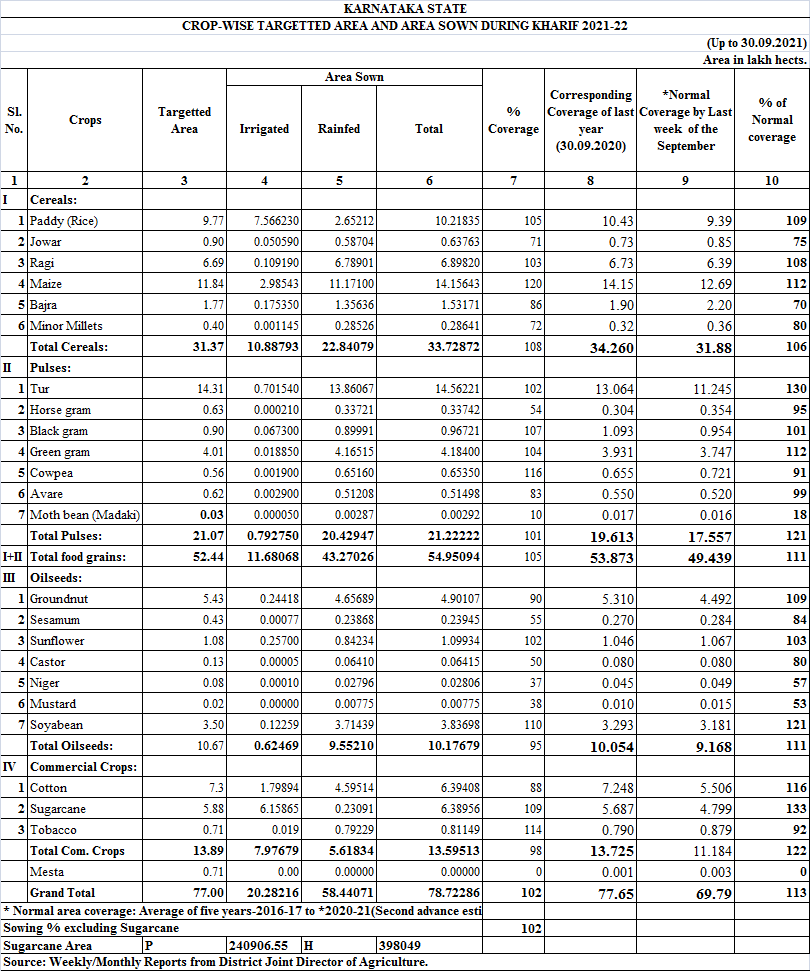 KARNATAKA STATE
CROP-WISE TARGETTED AREA AND AREA SOWN DURING KHARIF 2021-22
(Up to 30.09.2021)
Area in lakh hects.
Sl. No. Crops Targetted Area Area Sown Irrigated Rainfed Total % Coverage Corresponding Coverage of last year (30.09.2020) *Normal Coverage by Last week of the September % of Normal coverage
1 2 3 4 5 6 7 8 9 10
I Cereals:
1 Paddy (Rice) 9.77 7.566230 2.65212 10.21835 105 10.43 9.39 109
2 Jowar 0.90 0.050590 0.58704 0.63763 71 0.73 0.85 75
3 Ragi 6.69 0.109190 6.78901 6.89820 103 6.73 6.39 108
4 Maize 11.84 2.98543 11.17100 14.15643 120 14.15 12.69 112
5 Bajra 1.77 0.175350 1.35636 1.53171 86 1.90 2.20 70
6 Minor Millets 0.40 0.001145 0.28526 0.28641 72 0.32 0.36 80
Total Cereals: 31.37 10.88793 22.84079 33.72872 108 34.260 31.88 106
II Pulses:
1 Tur 14.31 0.701540 13.86067 14.56221 102 13.064 11.245 130
2 Horse gram 0.63 0.000210 0.33721 0.33742 54 0.304 0.354 95
3 Black gram 0.90 0.067300 0.89991 0.96721 107 1.093 0.954 101
4 Green gram 4.01 0.018850 4.16515 4.18400 104 3.931 3.747 112
5 Cowpea 0.56 0.001900 0.65160 0.65350 116 0.655 0.721 91
6 Avare 0.62 0.002900 0.51208 0.51498 83 0.550 0.520 99
7 Moth bean (Madaki) 0.03 0.000050 0.00287 0.00292 10 0.017 0.016 18
Total Pulses: 21.07 0.792750 20.42947 21.22222 101 19.613 17.557 121
I+II Total food grains: 52.44 11.68068 43.27026 54.95094 105 53.873 49.439 111
III Oilseeds:
1 Groundnut 5.43 0.24418 4.65689 4.90107 90 5.310 4.492 109
2 Sesamum 0.43 0.00077 0.23868 0.23945 55 0.270 0.284 84
3 Sunflower 1.08 0.25700 0.84234 1.09934 102 1.046 1.067 103
4 Castor 0.13 0.00005 0.06410 0.06415 50 0.080 0.080 80
5 Niger 0.08 0.00010 0.02796 0.02806 37 0.045 0.049 57
6 Mustard 0.02 0.00000 0.00775 0.00775 38 0.010 0.015 53
7 Soyabean 3.50 0.12259 3.71439 3.83698 110 3.293 3.181 121
Total Oilseeds: 10.67 0.62469 9.55210 10.17679 95 10.054 9.168 111
IV Commercial Crops:
1 Cotton 7.3 1.79894 4.59514 6.39408 88 7.248 5.506 116
2 Sugarcane 5.88 6.15865 0.23091 6.38956 109 5.687 4.799 133
3 Tobacco 0.71 0.019 0.79229 0.81149 114 0.790 0.879 92
Total Com. Crops 13.89 7.97679 5.61834 13.59513 98 13.725 11.184 122
Mesta 0.71 0.00 0.00000 0.00000 0 0.001 0.003 0
Grand Total 77.00 20.28216 58.44071 78.72286 102 77.65 69.79 113
* Normal area coverage: Average of five years-2016-17 to *2020-21(Second advance esti
Sowing % excluding Sugarcane 102
Sugarcane Area P 240906.55 H 398049
Source: Weekly/Monthly Reports from District Joint Director of Agriculture.